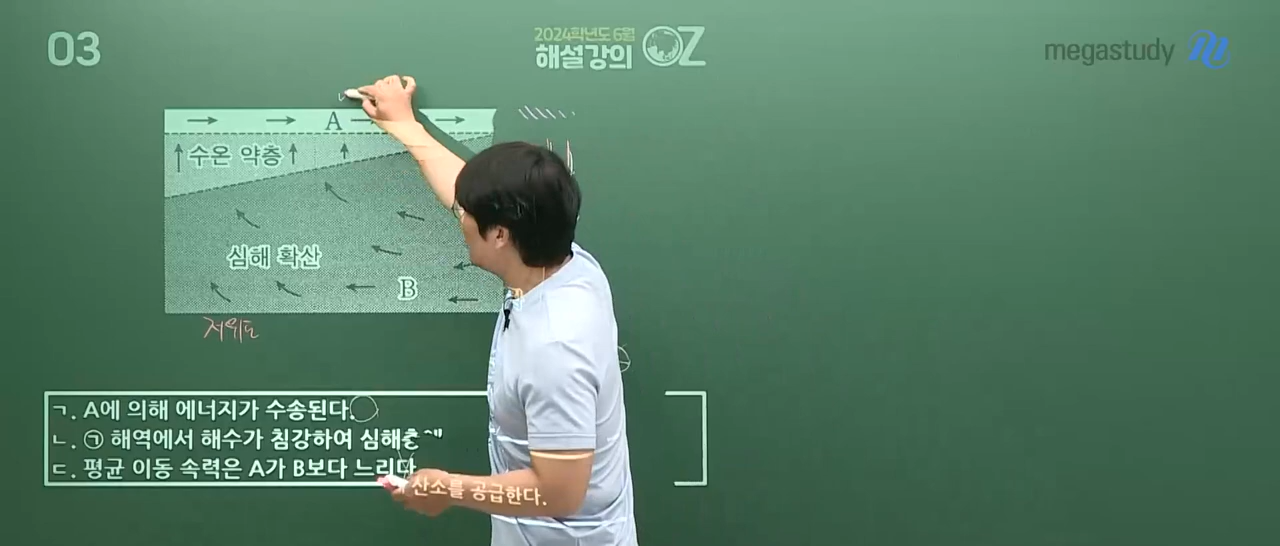 03
2024학년도 6월
해설강의 OZ
megastudy
A
수온 약층
심해 확산
B
저위도
ㄱ. A에 의해 에너지가 수송된다.
ㄴ. ㉠ 해역에서 해수가 침강하여 심해층에
산소를 공급한다.
ㄷ. 평균 이동 속력은 A가 B보다 느리다